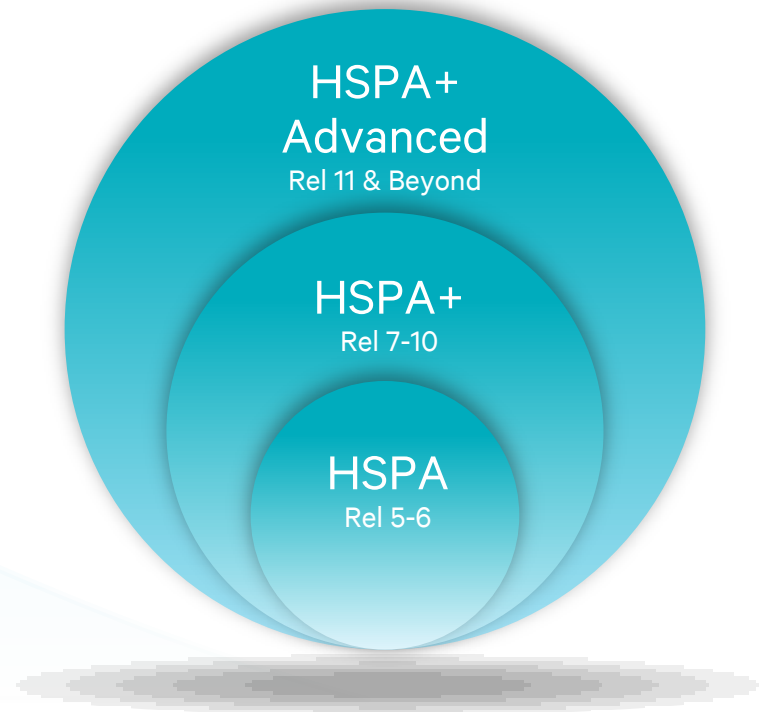 HSPA+
Advanced
Rel 11 & Beyond
HSPA+
Rel 7-10
HSPA
Rel 5-6